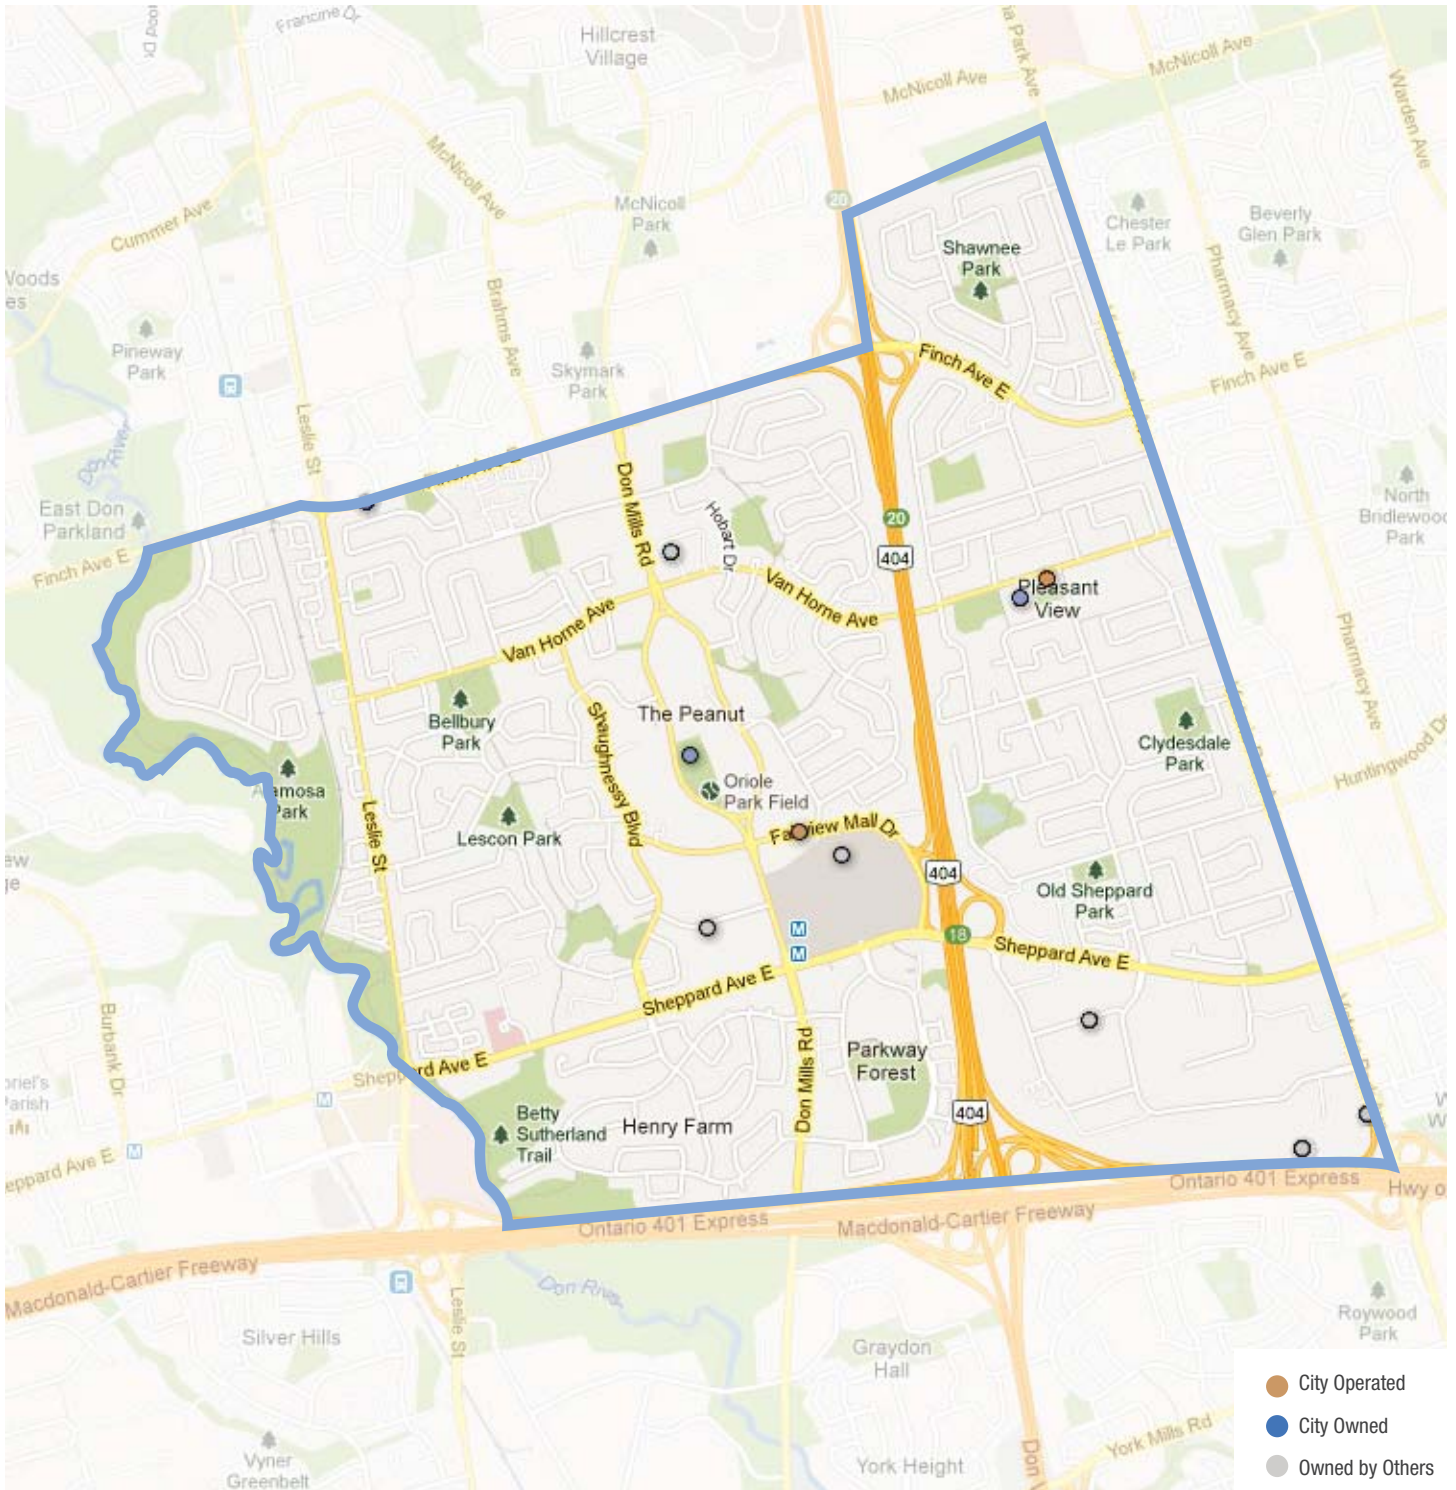 Francine Dr
Hillcrest
Village
McNicoll Ave
McNicoll Ave
Warden Ave
McNicoll Ave
Cummer Ave
McNicoll
Park
20
Chester
Le Park
Beverly
Glen Park
Shawnee
Park
Pharmacy Ave
Brahms Ave
Pineway
Park
Skymark
Park
Finch Ave E
Finch Ave E
Leslie St
Don River
Don Mills Rd
East Don
Parkland
Finch Ave E
Hobart Dr
20
404
North
Bridlewood
Park
Van Horne Ave
Van Horne Ave
Pleasant
View
Pharmacy Ave
The Peanut
Bellbury
Park
Shaughnessy Blvd
Clydesdale
Park
Huntingwood Dr
Oriole
Park Field
Park
Leslie St
Lescon Park
Mall Dr
404
Old Sheppard
Park
M
M
18
Sheppard Ave E
Sheppard Ave E
Burbank Dr
Don Mills Rd
Parkway
Forest
Sheppard Ave E
M
404
Betty
Sutherland
Trail
Henry Farm
M
Ontario 401 Express
Ontario 401 Express
Macdonald-Cartier Freeway
Macdonald-Cartier Freeway
Don River
Leslie St
Silver Hills
Graydon
Hall
Roywood
Park
York Mills Rd
Vyner
Greenbelt
York Height
City Operated
City Owned
Owned by Others